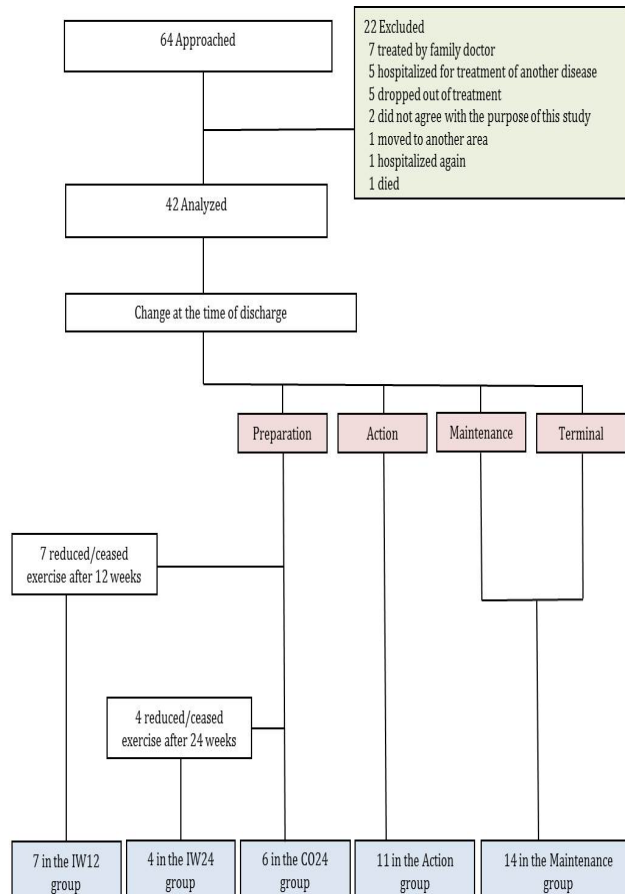 64 Approached
22 Excluded
7 treated by family doctor
5 hospitalized for treatment of another disease
5 dropped out of treatment
2 did not agree with the purpose of this study
1 moved to another area
1 hospitalized again
1 died
42 Analyzed
Change at the time of discharge
Preparation
Action
Maintenance
Terminal
7 reduced/ceased
exercise after 12 weeks
4 reduced/ceased
exercise after 24 weeks
7 in the IW12
group
4 in the IW24
group
6 in the CO24
group
11 in the Action
group
14 in the Maintenance
group